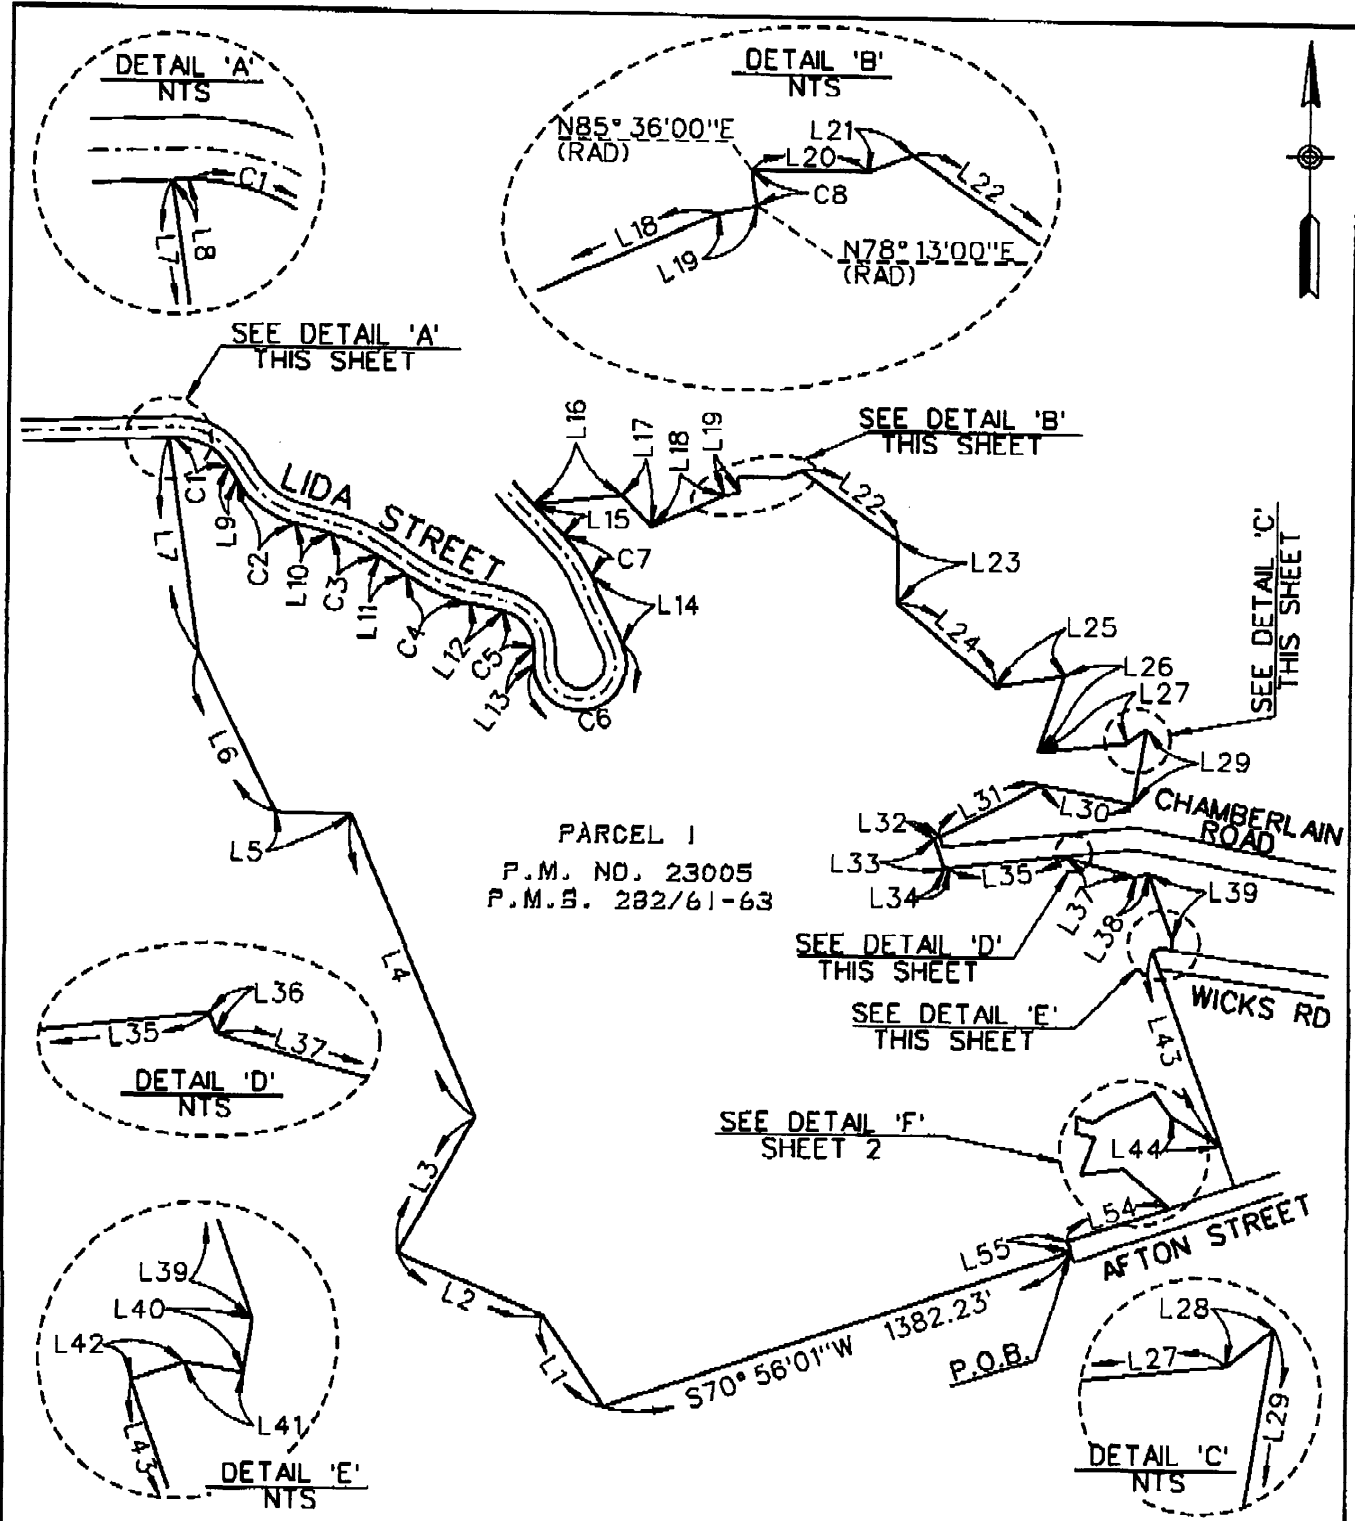 DETAIL 'A'
NTS
C1
L7
L8
DETAIL 'B'
NTS
N85°36'00"E
(RAD)
L21
L20
L22
C8
L18
L19
N78°13'00"E
(RAD)
SEE DETAIL 'A'
THIS SHEET
L16
L17
L18
L19
SEE DETAIL 'B'
THIS SHEET
L22
LIDA STREET
C1
L9
C2
L10
C3
L11
C4
L12
C5
L13
C6
L15
C7
L14
L7
L23
L24
L25
L26
L27
SEE DETAIL 'C'
THIS SHEET
L29
L6
L5
L31
L30
L32
L33
L34
L35
CHAMBERLAIN
ROAD
PARCEL 1
P.M. NO. 23005
P.M.B. 282/61-63
L37
L38
L39
SEE DETAIL 'D'
THIS SHEET
L4
WICKS RD
SEE DETAIL 'E'
THIS SHEET
L43
L36
L35
L37
DETAIL 'D'
NTS
SEE DETAIL 'F'
SHEET 2
L44
L3
L54
L55
AFTON STREET
L2
L1
S70°56'01"W 1382.23'
P.O.B.
L39
L40
L42
L41
L43
DETAIL 'E'
NTS
L28
L27
L29
DETAIL 'C'
NTS